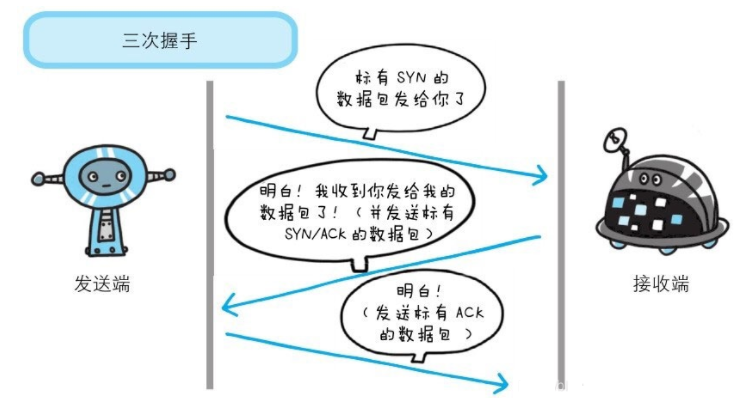 三次握手
标有 SYN 的
数据包发给你了
明白！我收到你发给我的
数据包了！（并发送标有
SYN/ACK 的数据包）
发送端
接收端
明白！
（发送标有 ACK
的数据包 ）